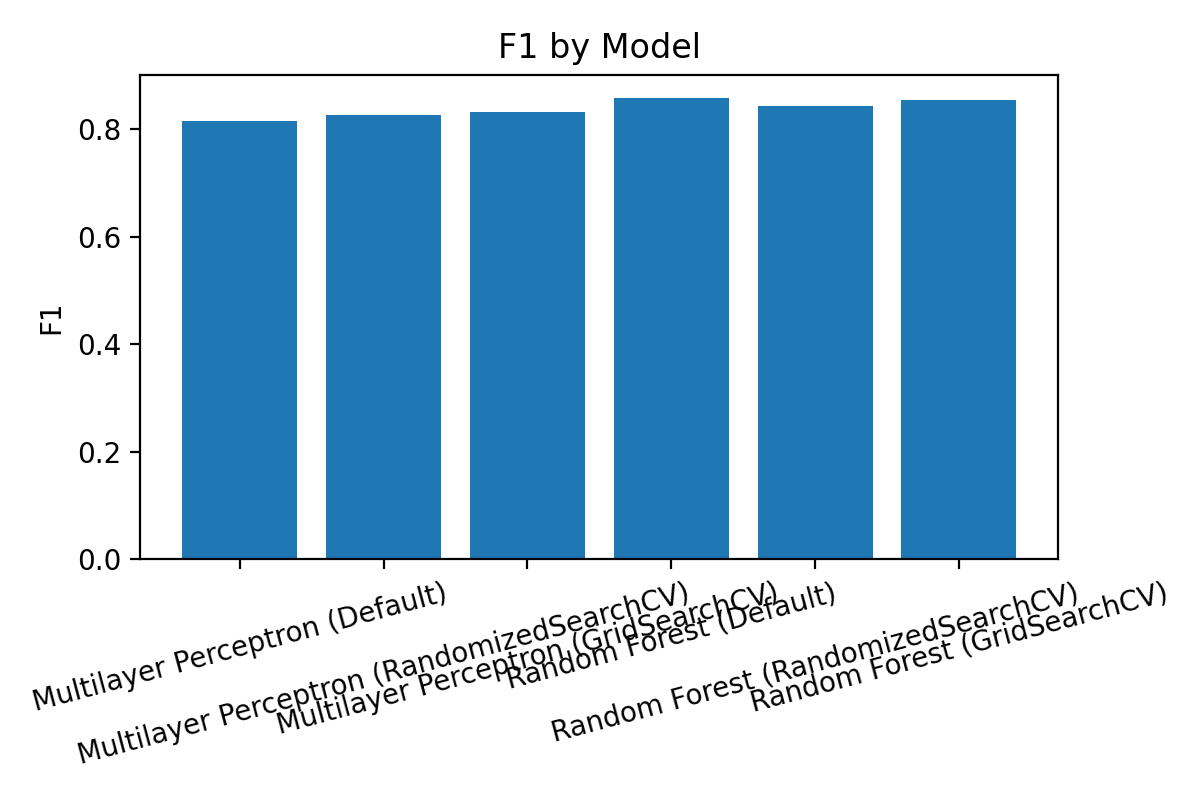 F1 by Model
F1
0.8
0.6
0.4
0.2
0.0
Multilayer Perceptron (Default)
Multilayer Perceptron (RandomizedSearchCV)
Multilayer Perceptron (GridSearchCV)
Random Forest (Default)
Random Forest (RandomizedSearchCV)
Random Forest (GridSearchCV)